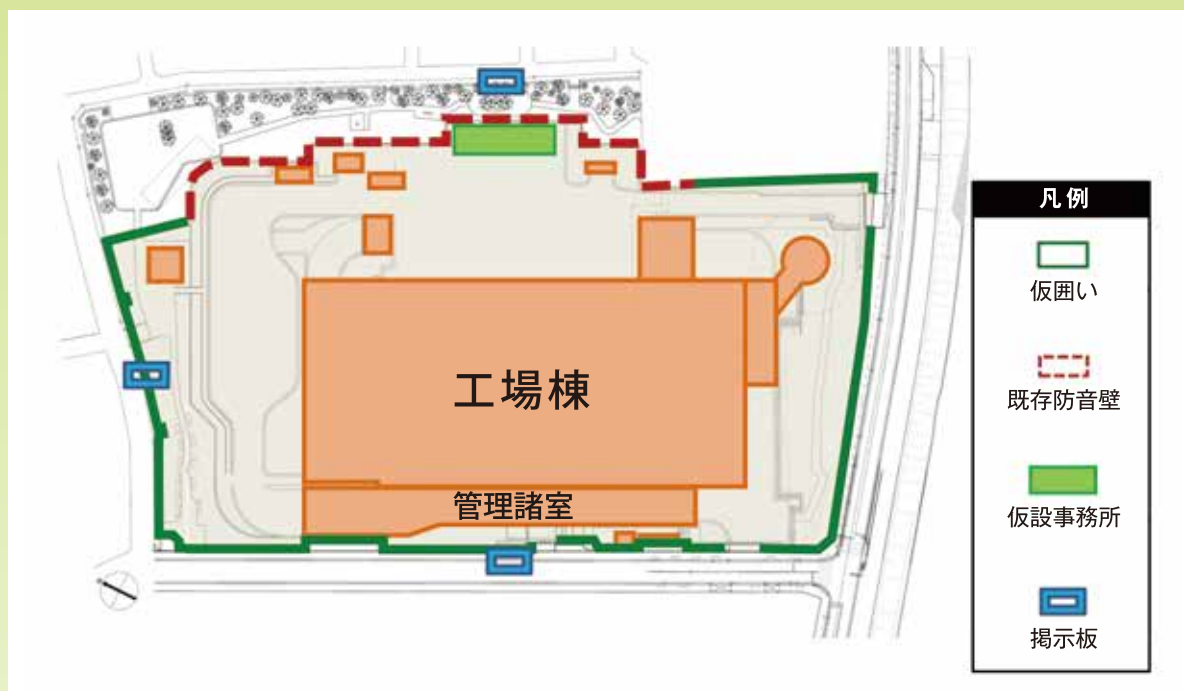 工場棟
管理諸室
凡例
仮囲い
既存防音壁
仮設事務所
掲示板